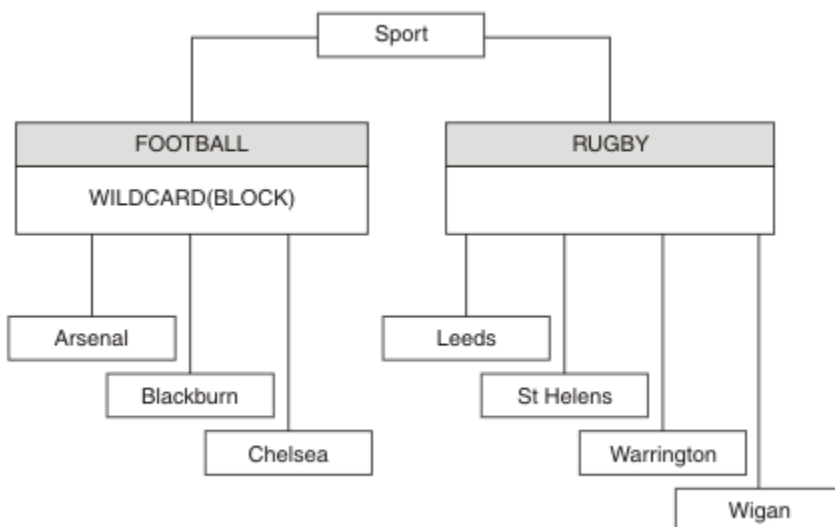 Sport
FOOTBALL
RUGBY
WILDCARD(BLOCK)
Arsenal
Leeds
Blackburn
St Helens
Chelsea
Warrington
Wigan